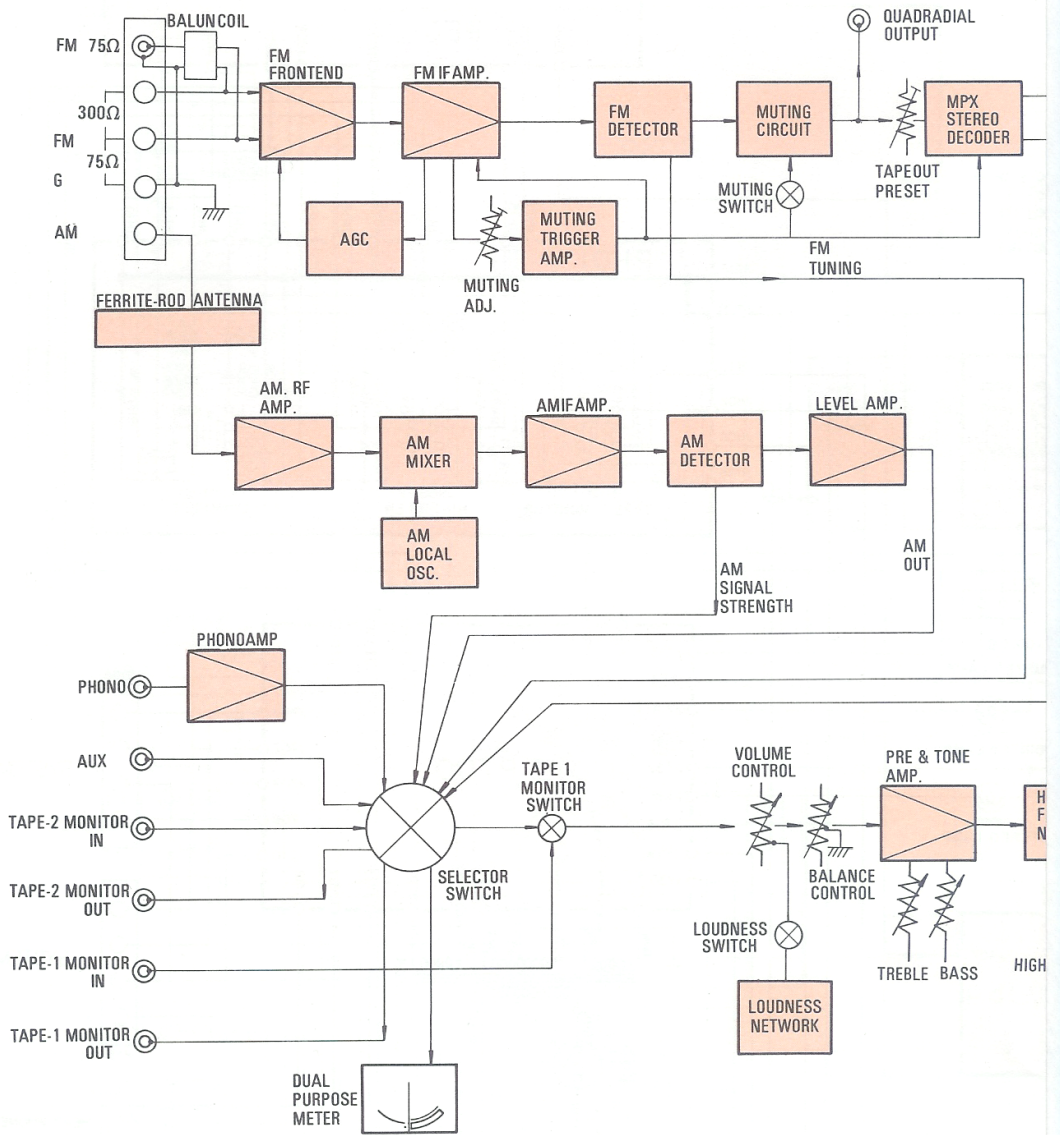 BALUN COIL
QUADRADIAL
OUTPUT
FM 75Ω
FM
FRONTEND
FM IF AMP.
300Ω
FM
DETECTOR
MUTING
CIRCUIT
MPX
STEREO
DECODER
FM
75Ω
G
TAPEOUT
PRESET
MUTING
SWITCH
AM
AGC
MUTING
TRIGGER
AMP.
MUTING
ADJ.
FM
TUNING
FERRITE-ROD ANTENNA
AM. RF
AMP.
AM
MIXER
AM IF AMP.
AM
DETECTOR
LEVEL AMP.
AM
LOCAL
OSC.
AM
SIGNAL
STRENGTH
AM
OUT
PHONO AMP
PHONO
AUX
TAPE 1
MONITOR
SWITCH
VOLUME
CONTROL
PRE & TONE
AMP.
H
F
N
TAPE-2 MONITOR
IN
SELECTOR
SWITCH
BALANCE
CONTROL
TAPE-2 MONITOR
OUT
LOUDNESS
SWITCH
TREBLE BASS
HIGH
TAPE-1 MONITOR
IN
LOUDNESS
NETWORK
TAPE-1 MONITOR
OUT
DUAL
PURPOSE
METER